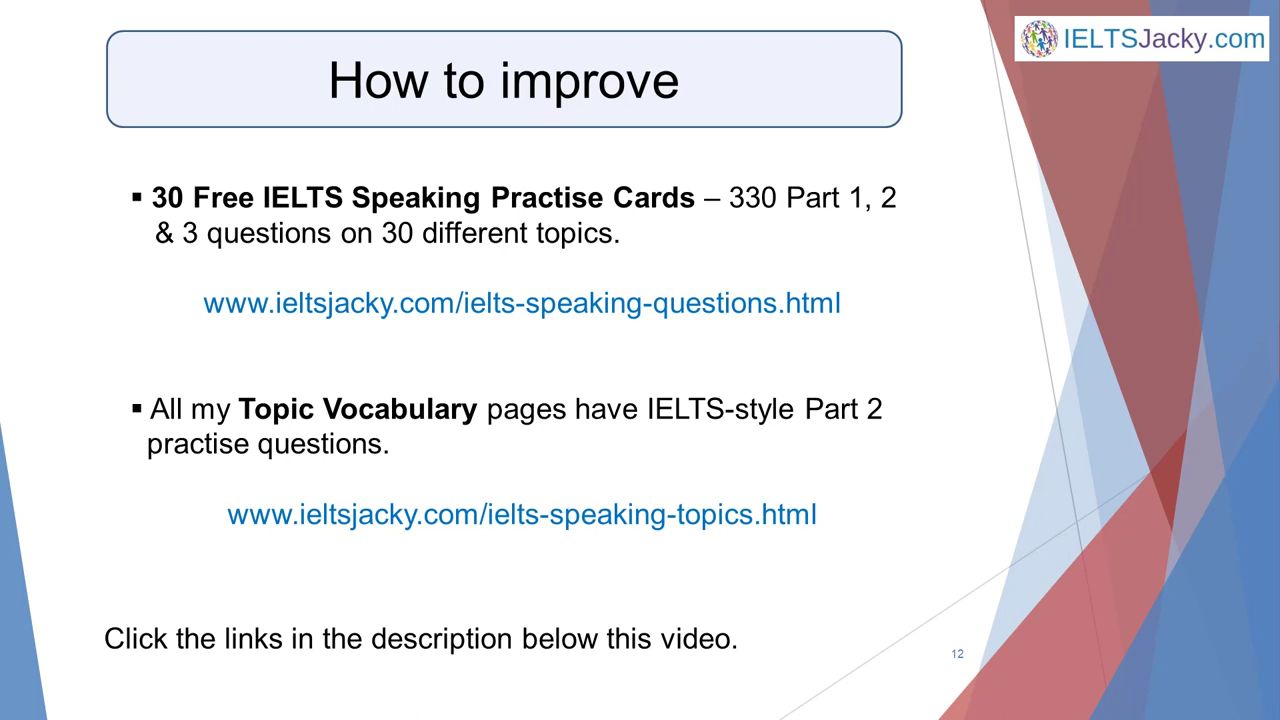 IELTSJacky.com
How to improve
▪ 30 Free IELTS Speaking Practise Cards – 330 Part 1, 2
& 3 questions on 30 different topics.
www.ieltsjacky.com/ielts-speaking-questions.html
▪ All my Topic Vocabulary pages have IELTS-style Part 2
practise questions.
www.ieltsjacky.com/ielts-speaking-topics.html
Click the links in the description below this video.
12